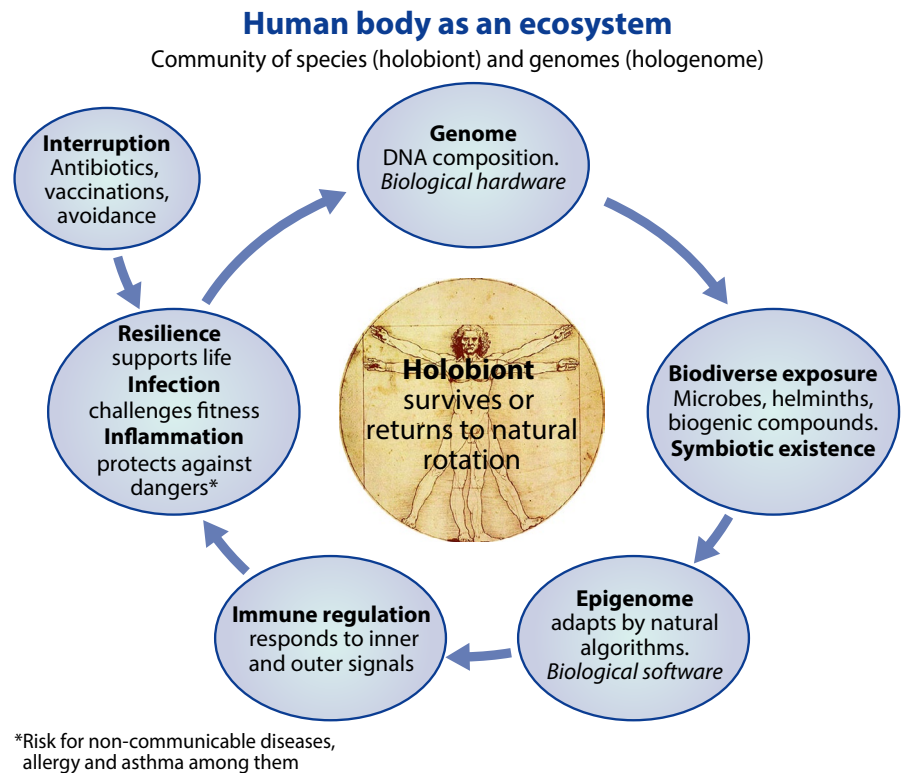 Human body as an ecosystem
Community of species (holobiont) and genomes (hologenome)
Interruption
Antibiotics,
vaccinations,
avoidance
Genome
DNA composition.
Biological hardware
Resilience
supports life
Infection
challenges fitness
Inflammation
protects against
dangers*
Holobiont
survives or
returns to natural
rotation
Biodiverse exposure
Microbes, helminths,
biogenic compounds.
Symbiotic existence
Immune regulation
responds to inner
and outer signals
Epigenome
adapts by natural
algorithms.
Biological software
*Risk for non-communicable diseases,
allergy and asthma among them